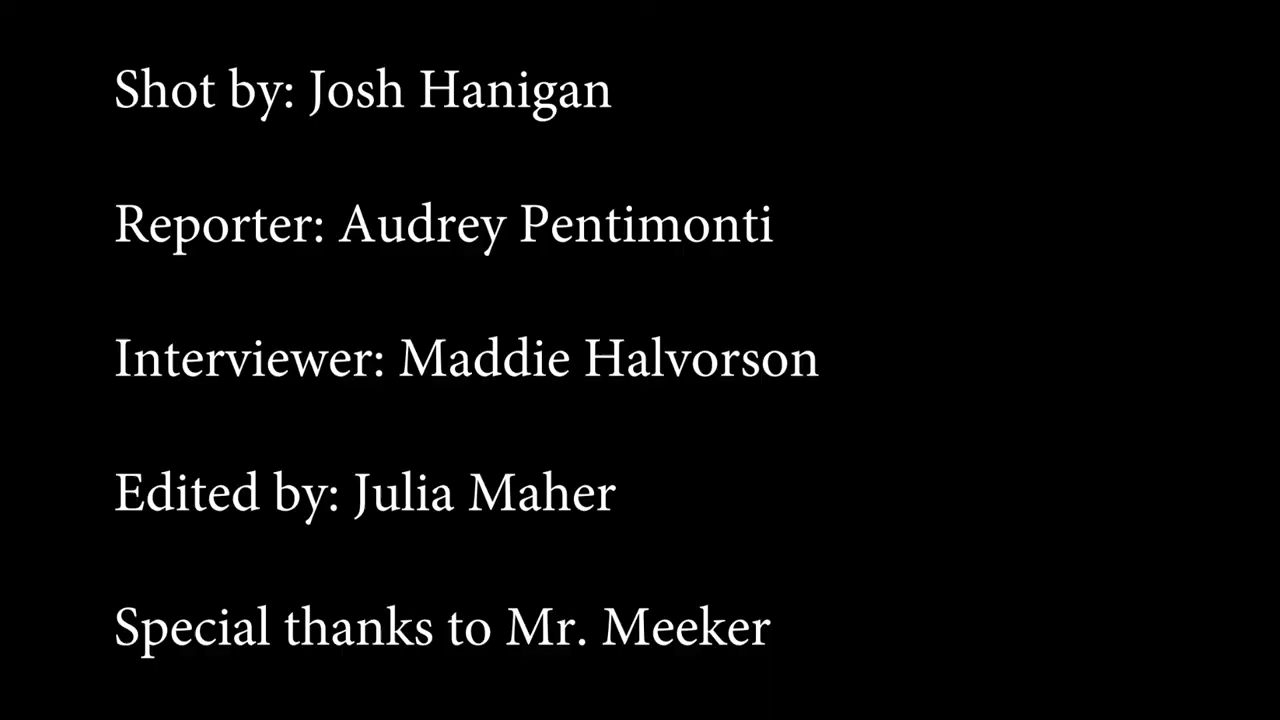 Shot by: Josh Hanigan
Reporter: Audrey Pentimonti
Interviewer: Maddie Halvorson
Edited by: Julia Maher
Special thanks to Mr. Meeker